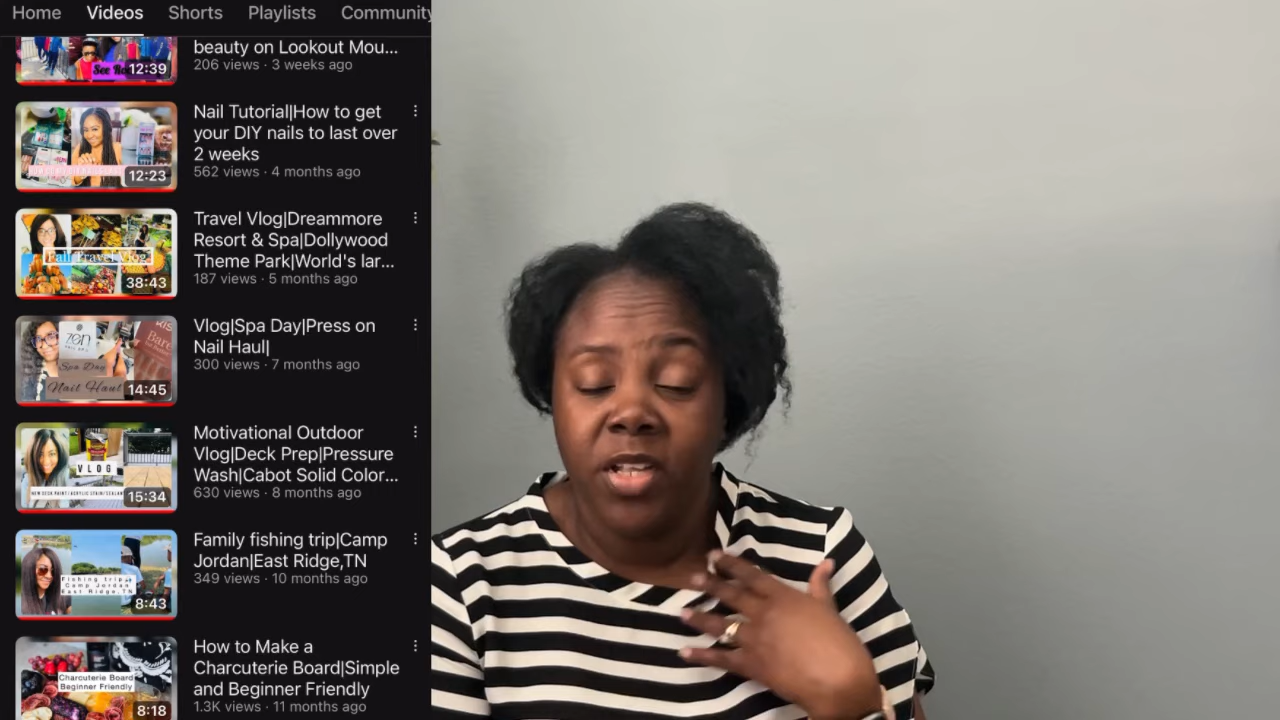 Home Videos Shorts Playlists Community
beauty on Lookout Mou...
206 views · 3 weeks ago
See
12:39
Nail Tutorial|How to get
your DIY nails to last over
2 weeks
562 views · 4 months ago
12:23
Travel Vlog|Dreammore
Resort & Spa|Dollywood
Theme Park|World's lar...
187 views · 5 months ago
Fall Travel Vlog
38:43
Vlog|Spa Day|Press on
Nail Haul|
300 views · 7 months ago
Spa Day
Nail Haul
14:45
Motivational Outdoor
Vlog|Deck Prep|Pressure
Wash|Cabot Solid Color...
630 views · 8 months ago
VLOG
15:34
Family fishing trip|Camp
Jordan|East Ridge,TN
349 views · 10 months ago
Fishing trip
Camp Jordan
East Ridge,TN
8:43
How to Make a
Charcuterie Board|Simple
and Beginner Friendly
1.3K views · 11 months ago
Charcuterie Board
Beginner Friendly
8:18